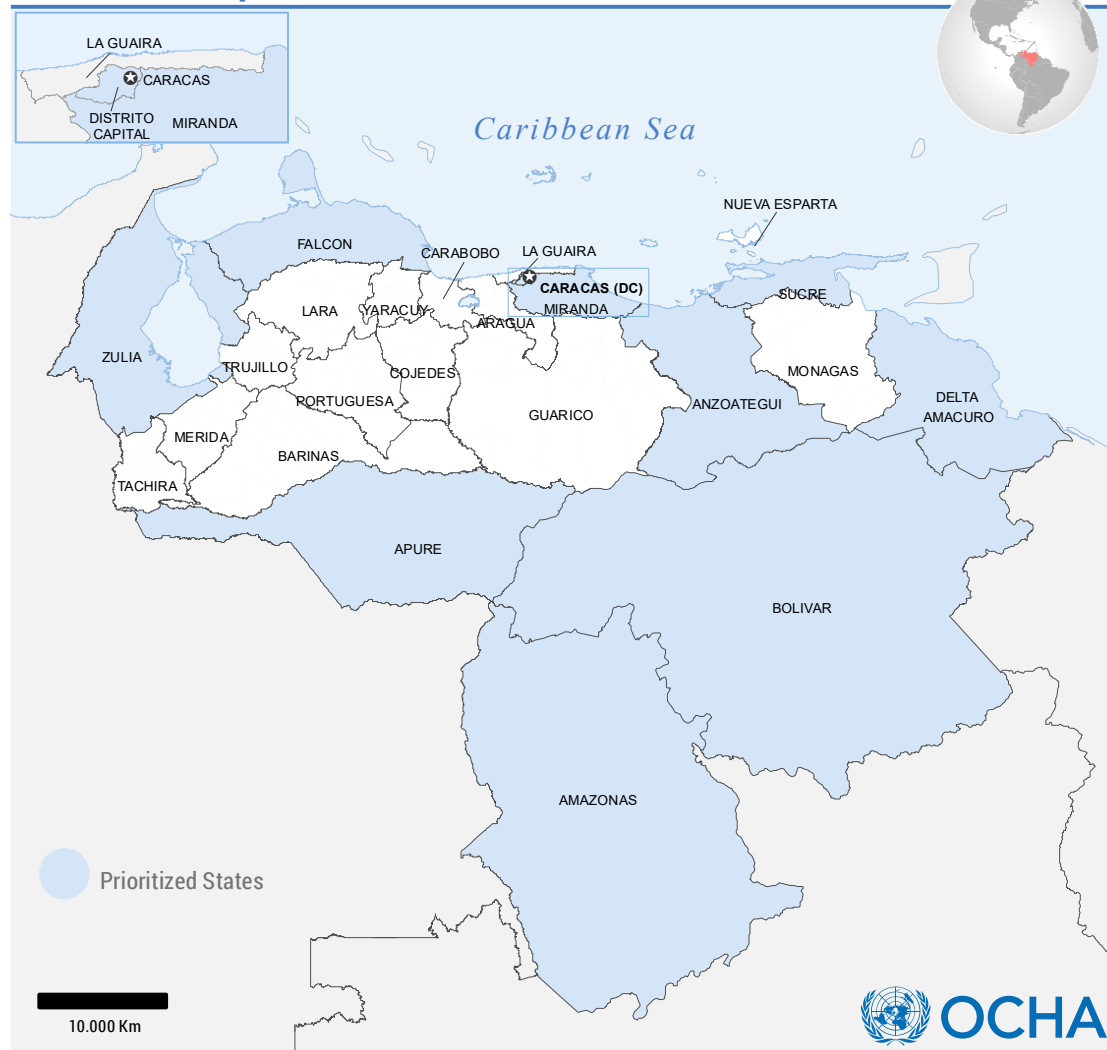 LA GUAIRA
CARACAS
DISTRITO
CAPITAL
MIRANDA
Caribbean Sea
NUEVA ESPARTA
FALCON
CARABOBO
LA GUAIRA
CARACAS (DC)
MIRANDA
SUCRE
LARA
YARACUY
ARAGUA
ZULIA
TRUJILLO
COJEDES
MONAGAS
PORTUGUESA
ANZOATEGUI
DELTA
AMACURO
GUARICO
MERIDA
BARINAS
TACHIRA
APURE
BOLIVAR
AMAZONAS
Prioritized States
10.000 Km
OCHA